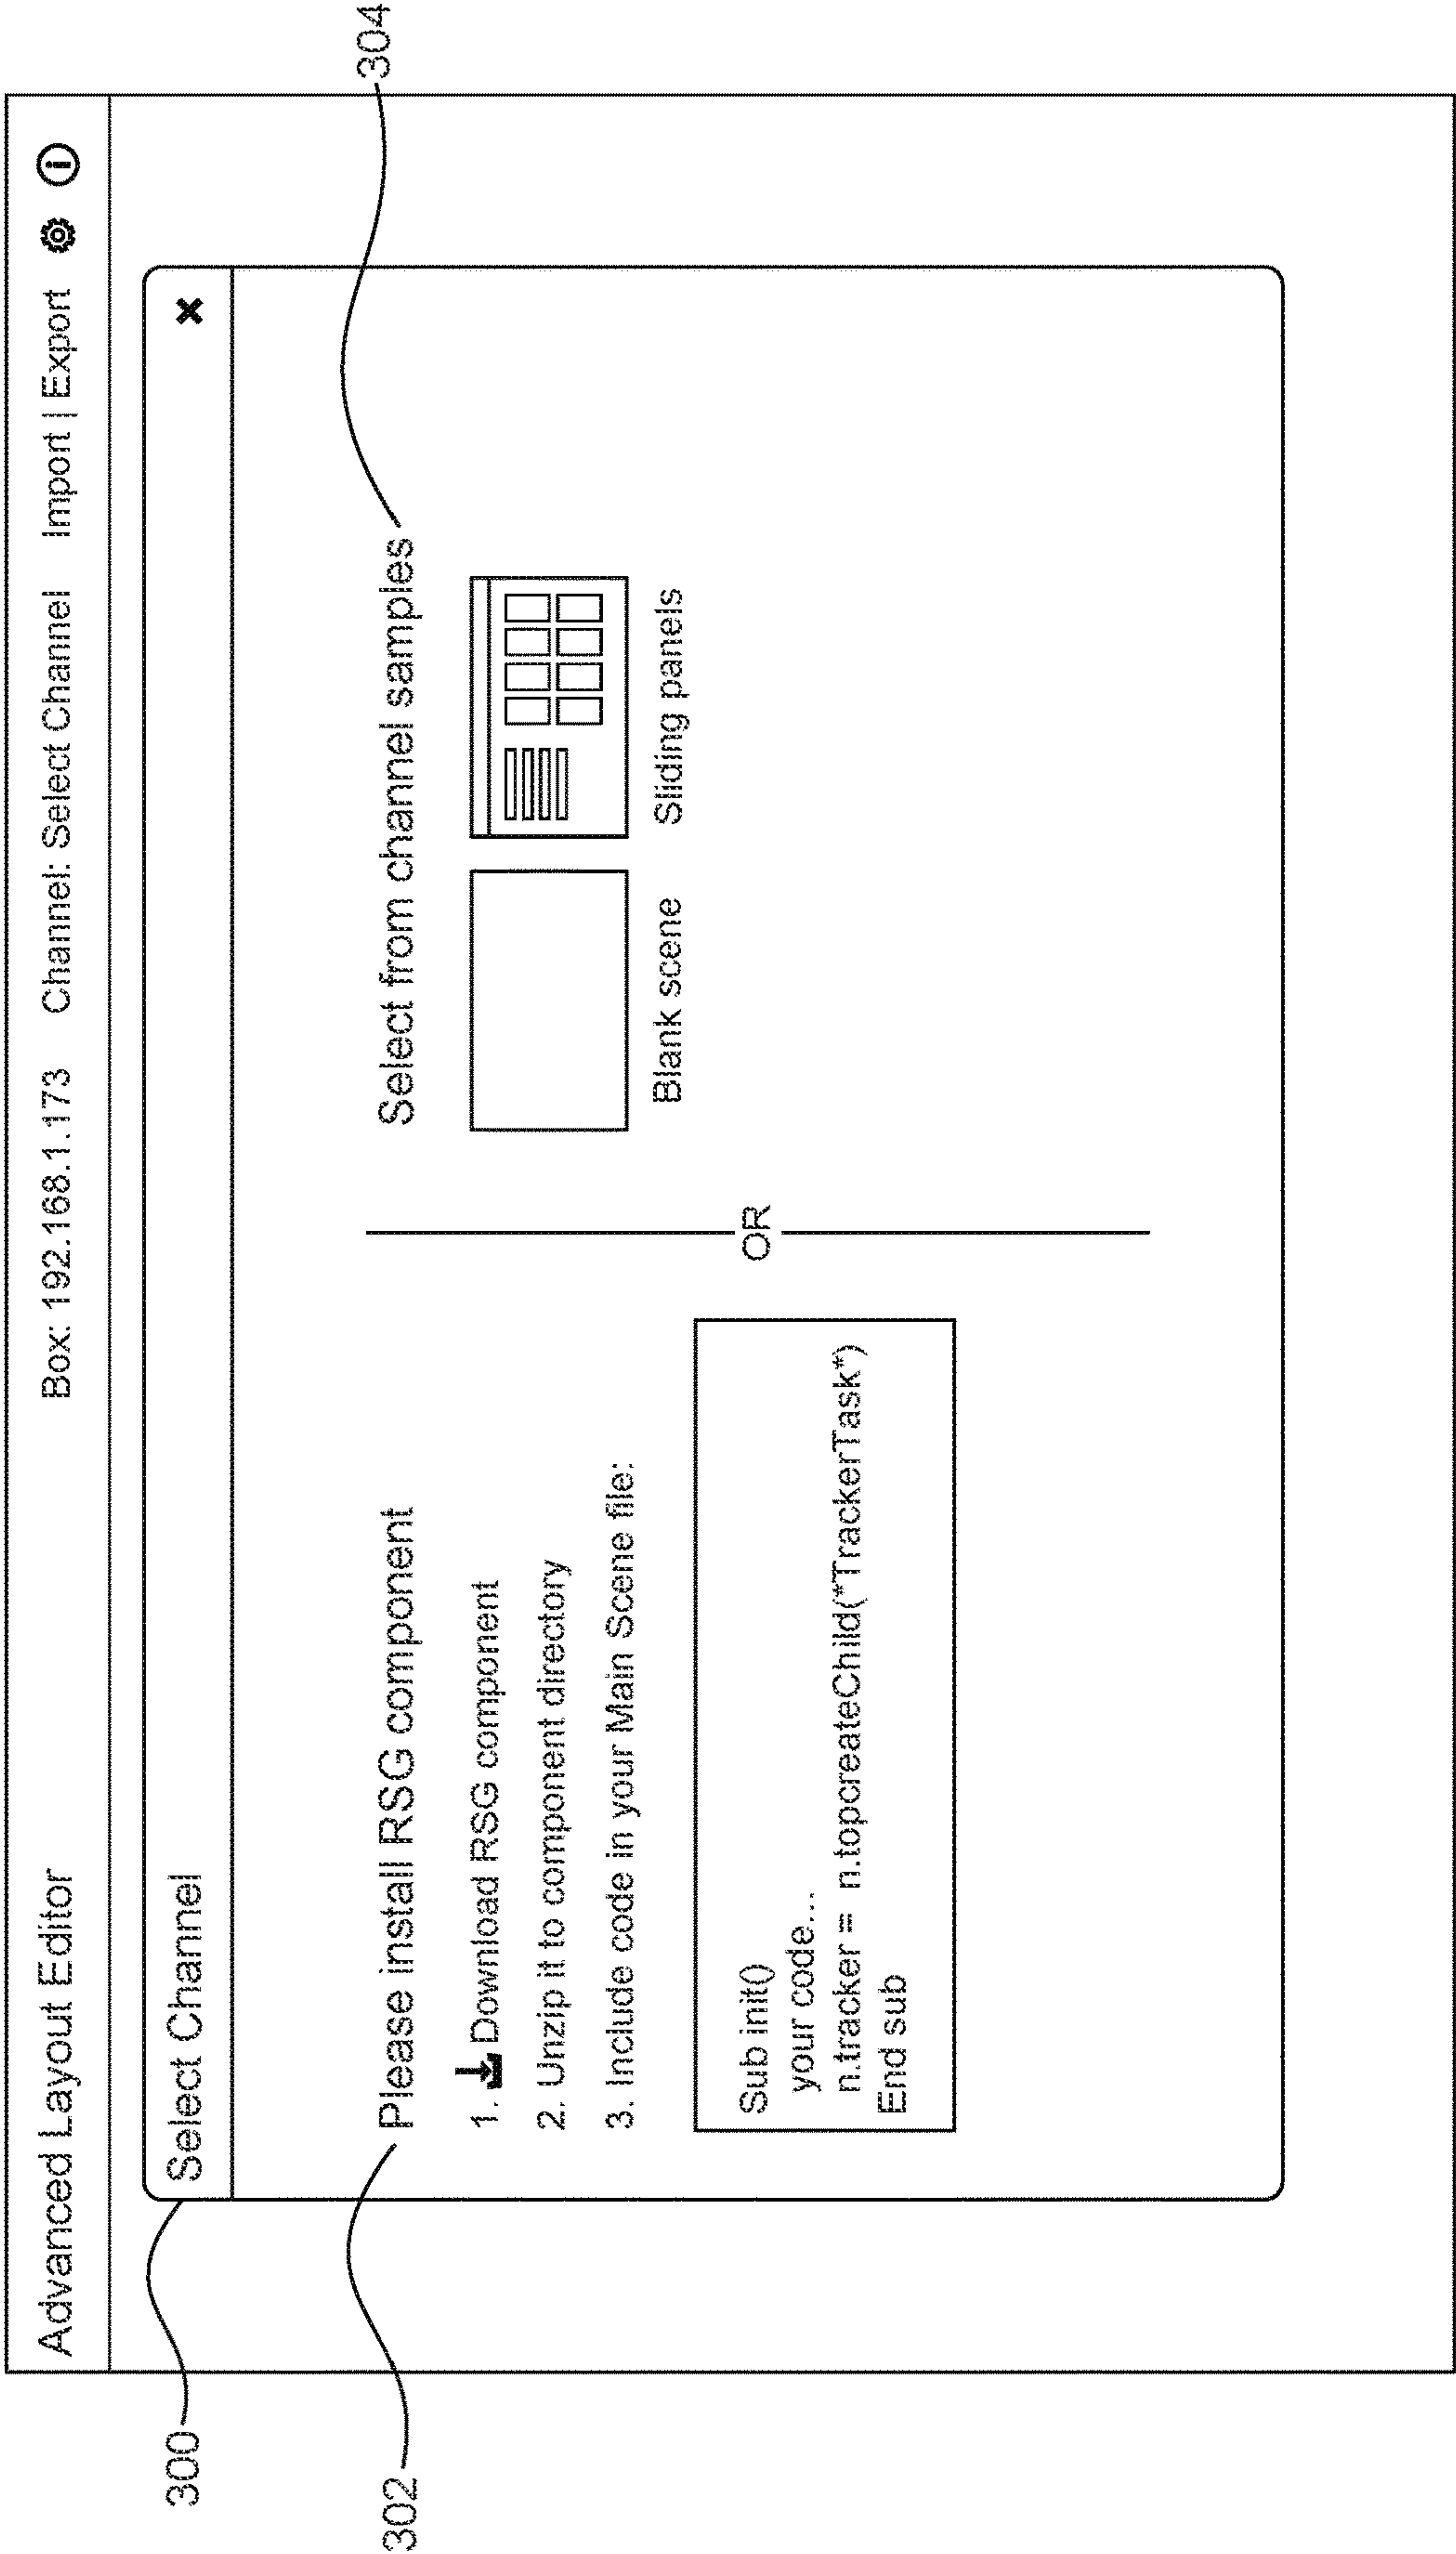 Advanced Layout Editor Box: 192.168.1.173 Channel: Select Channel Import | Export
300
Select Channel
302
304
Please install RSG component
1. Download RSG component
2. Unzip it to component directory
3. Include code in your Main Scene file:
Sub init()
your code...
n.tracker = n.topcreateChild(*TrackerTask*)
End sub
OR
Select from channel samples
Blank scene
Sliding panels